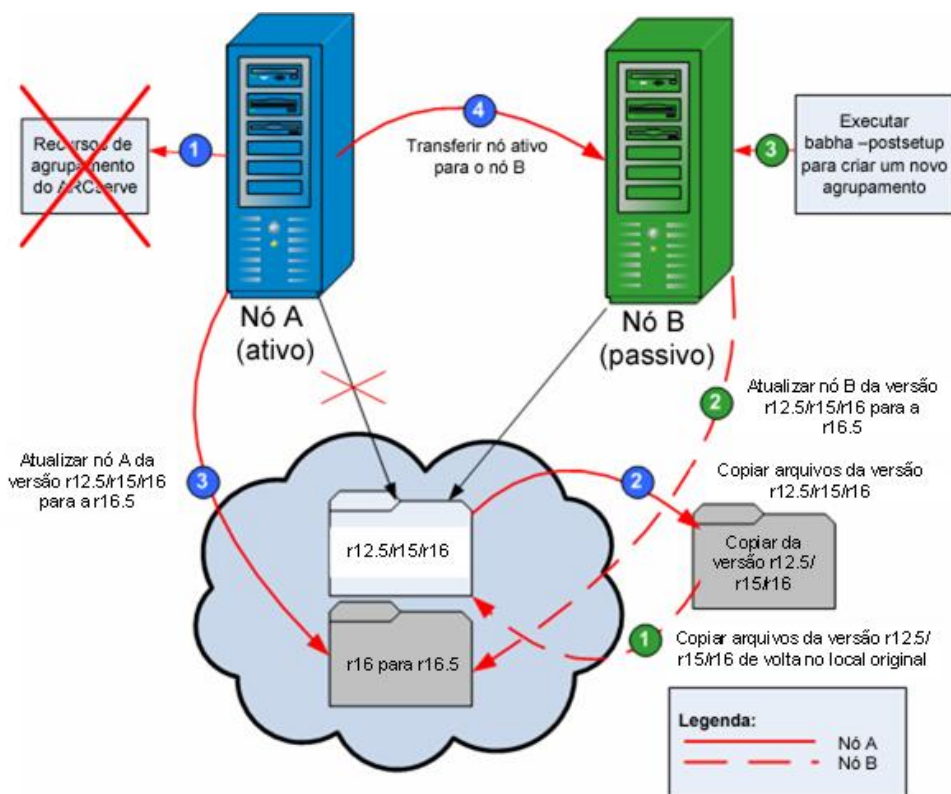 Recursos de
agrupamento
do ARCserve
1
4
Transferir nó ativo
para o nó B
3
Executar
babha –postsetup
para criar um novo
agrupamento
Nó A
(ativo)
Nó B
(passivo)
2
Atualizar nó B da versão
r12.5/r15/r16 para a
r16.5
Atualizar nó A da
versão r12.5/r15/r16
para a r16.5
3
2
Copiar arquivos da versão
r12.5/r15/r16
r12.5/r15/r16
Copiar da
versão r12.5/
r15/r16
r16 para r16.5
1
Copiar arquivos da versão r12.5/
r15/r16 de volta no local original
Legenda:
Nó A
Nó B